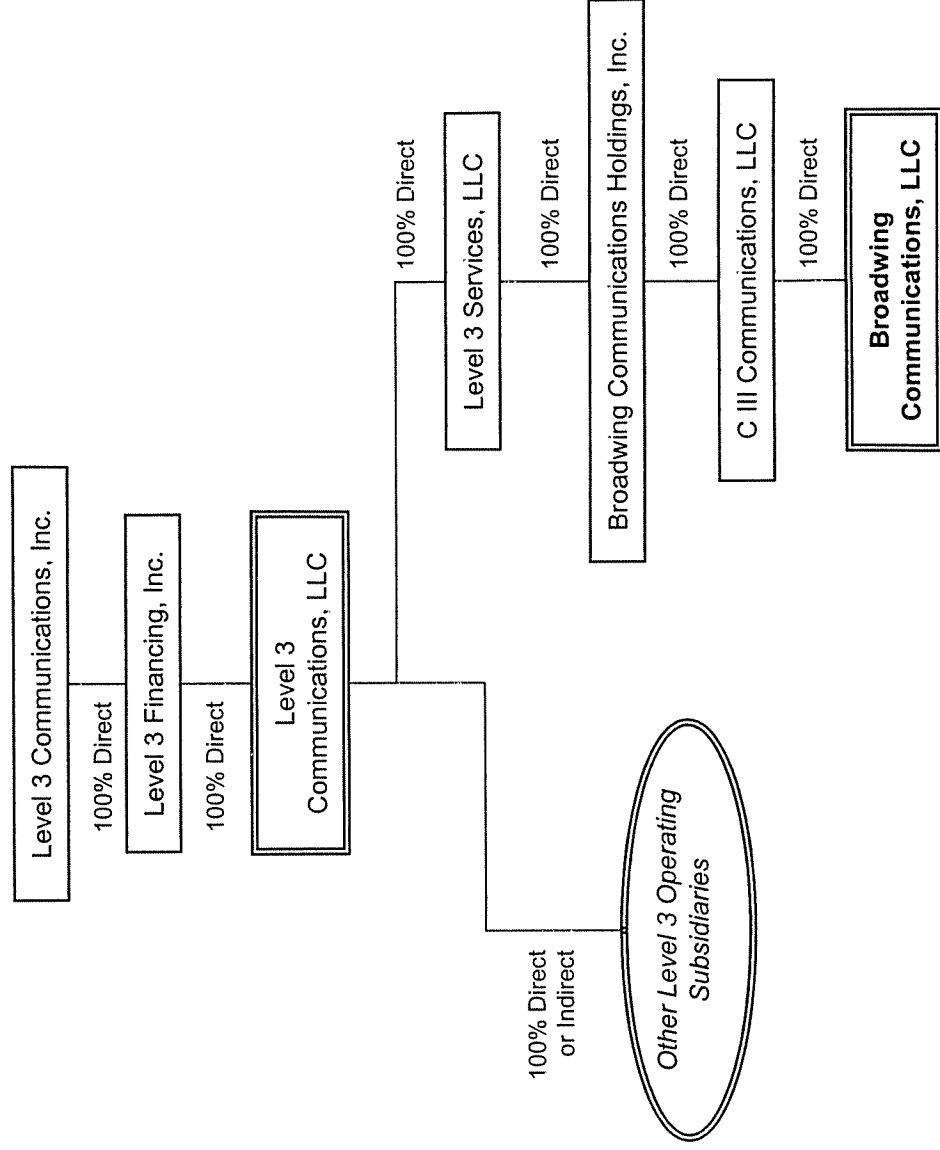 Level 3 Communications, Inc.
100% Direct
Level 3 Financing, Inc.
100% Direct
Level 3
Communications, LLC
100% Direct
or Indirect
Other Level 3 Operating
Subsidiaries
100% Direct
Level 3 Services, LLC
100% Direct
Broadwing Communications Holdings, Inc.
100% Direct
C III Communications, LLC
100% Direct
Broadwing
Communications, LLC